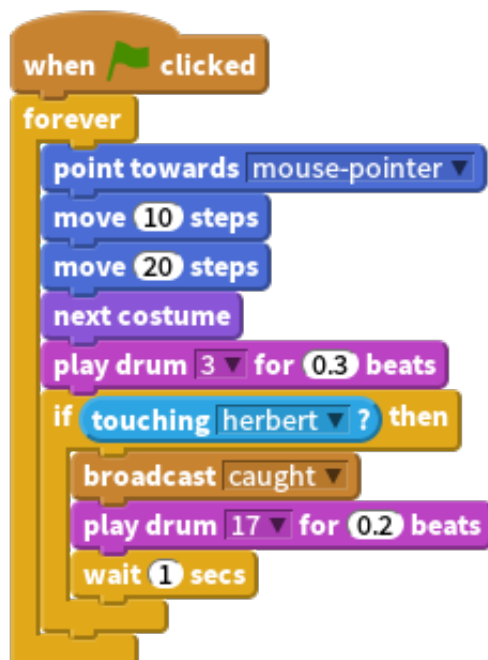 when clicked
forever
point towards mouse-pointer
move 10 steps
move 20 steps
next costume
play drum 3 for 0.3 beats
if touching herbert ? then
broadcast caught
play drum 17 for 0.2 beats
wait 1 secs